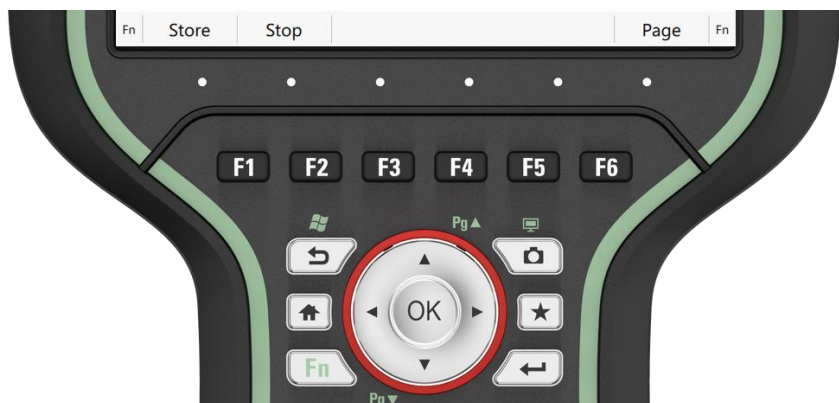 Fn Store Stop Page Fn
F1 F2 F3 F4 F5 F6
Pg▲
OK
Fn
Pg▼